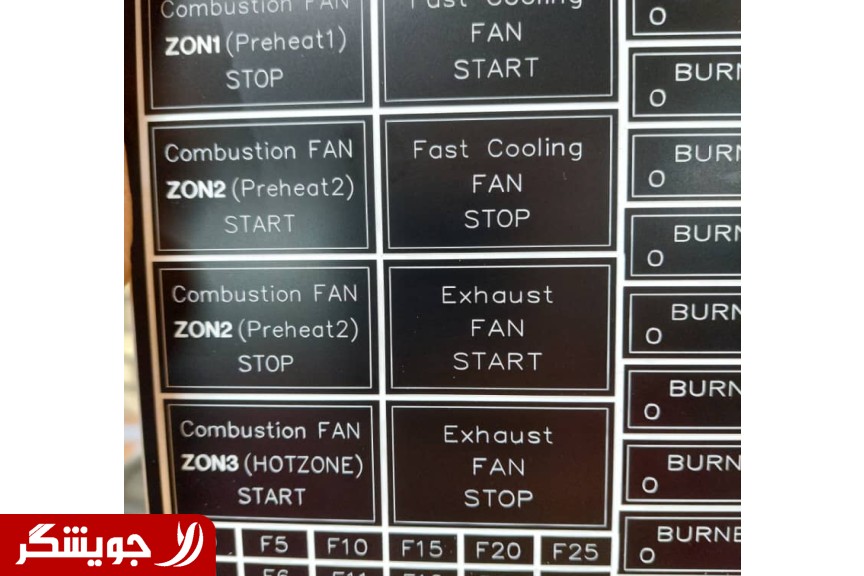 Combustion FAN
ZON1 (Preheat1)
STOP
Fast Cooling
FAN
START
Combustion FAN
ZON2 (Preheat2)
START
Fast Cooling
FAN
STOP
Combustion FAN
ZON2 (Preheat2)
STOP
Exhaust
FAN
START
Combustion FAN
ZON3 (HOTZONE)
START
Exhaust
FAN
STOP
O
BURN
O
BURN
O
BURN
O
BURN
O
BURN
O
BURN
O
BURNE
O
F5 F10 F15 F20 F25
جویشگر